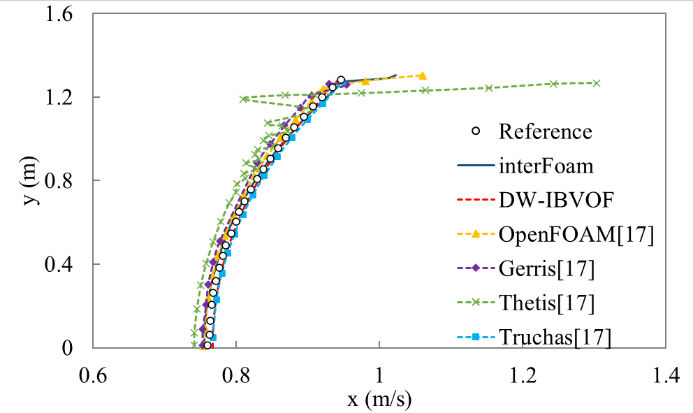 1.6
1.2
0.8
0.4
0
y (m)
Reference
interFoam
DW-IBVOF
OpenFOAM[17]
Gerris[17]
Thetis[17]
Truchas[17]
0.6
0.8
1
1.2
1.4
x (m/s)